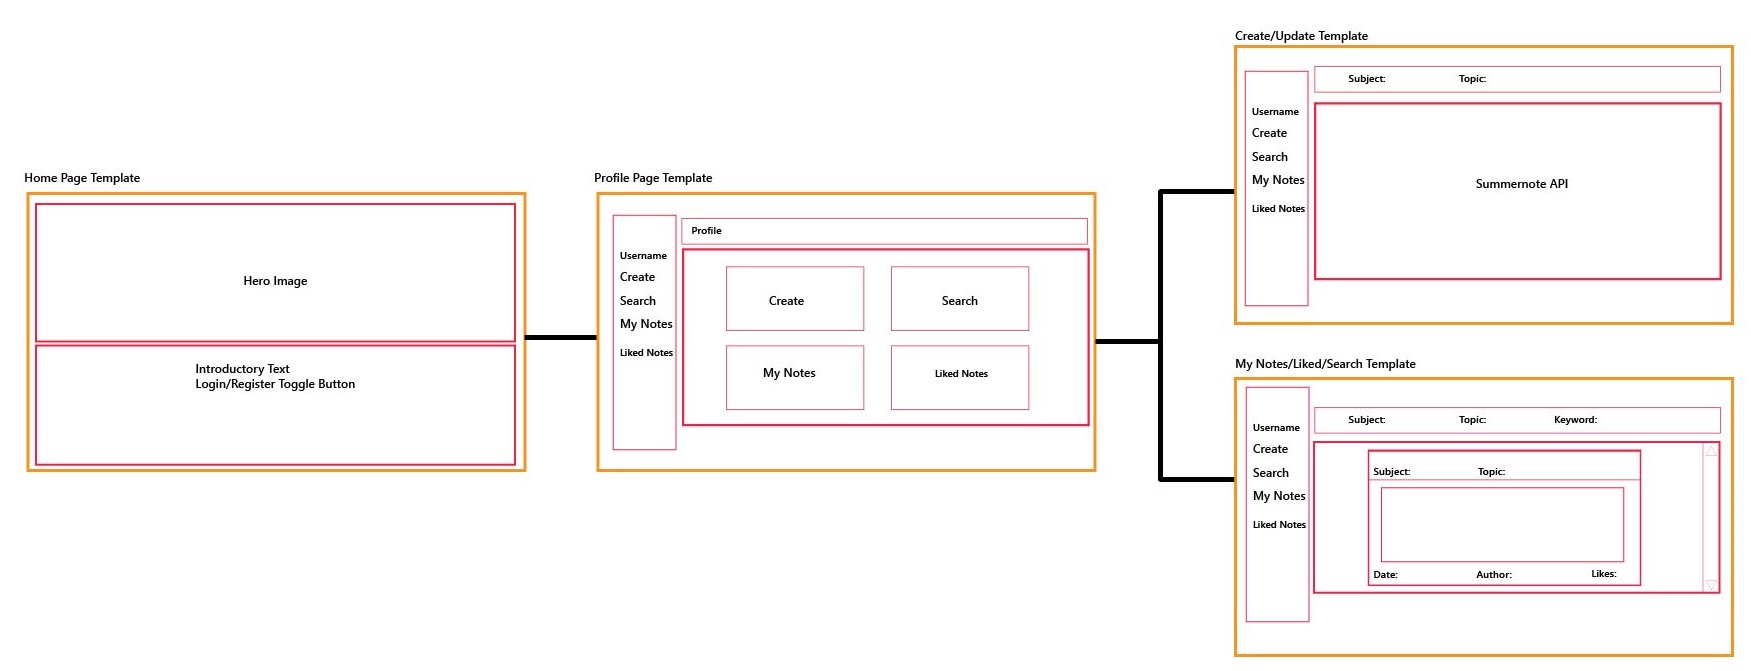 Home Page Template
Hero Image
Introductory Text
Login/Register Toggle Button
Profile Page Template
Username
Create
Search
My Notes
Liked Notes
Profile
Create
Search
My Notes
Liked Notes
Create/Update Template
Username
Create
Search
My Notes
Liked Notes
Subject: Topic:
Summernote API
My Notes/Liked/Search Template
Username
Create
Search
My Notes
Liked Notes
Subject: Topic: Keyword:
Subject: Topic:
Date: Author: Likes: